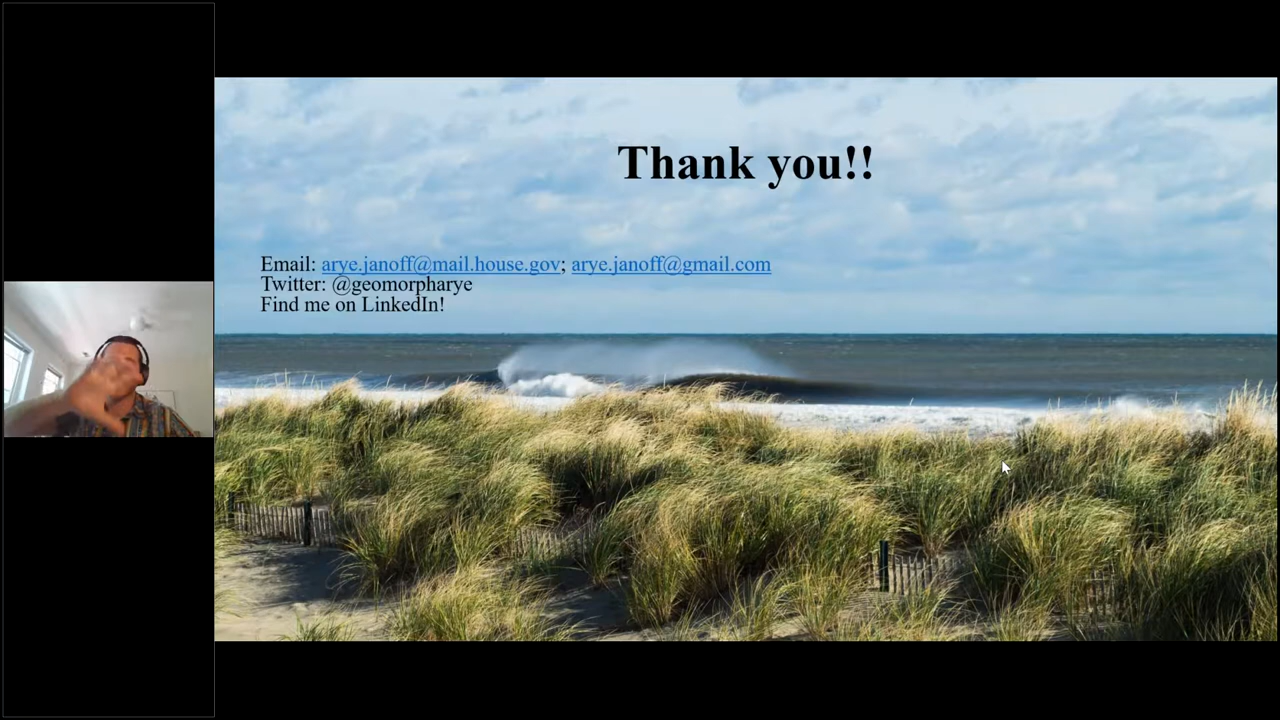 Thank you!!
Email: arye.janoff@mail.house.gov; arye.janoff@gmail.com
Twitter: @geomorpharye
Find me on LinkedIn!